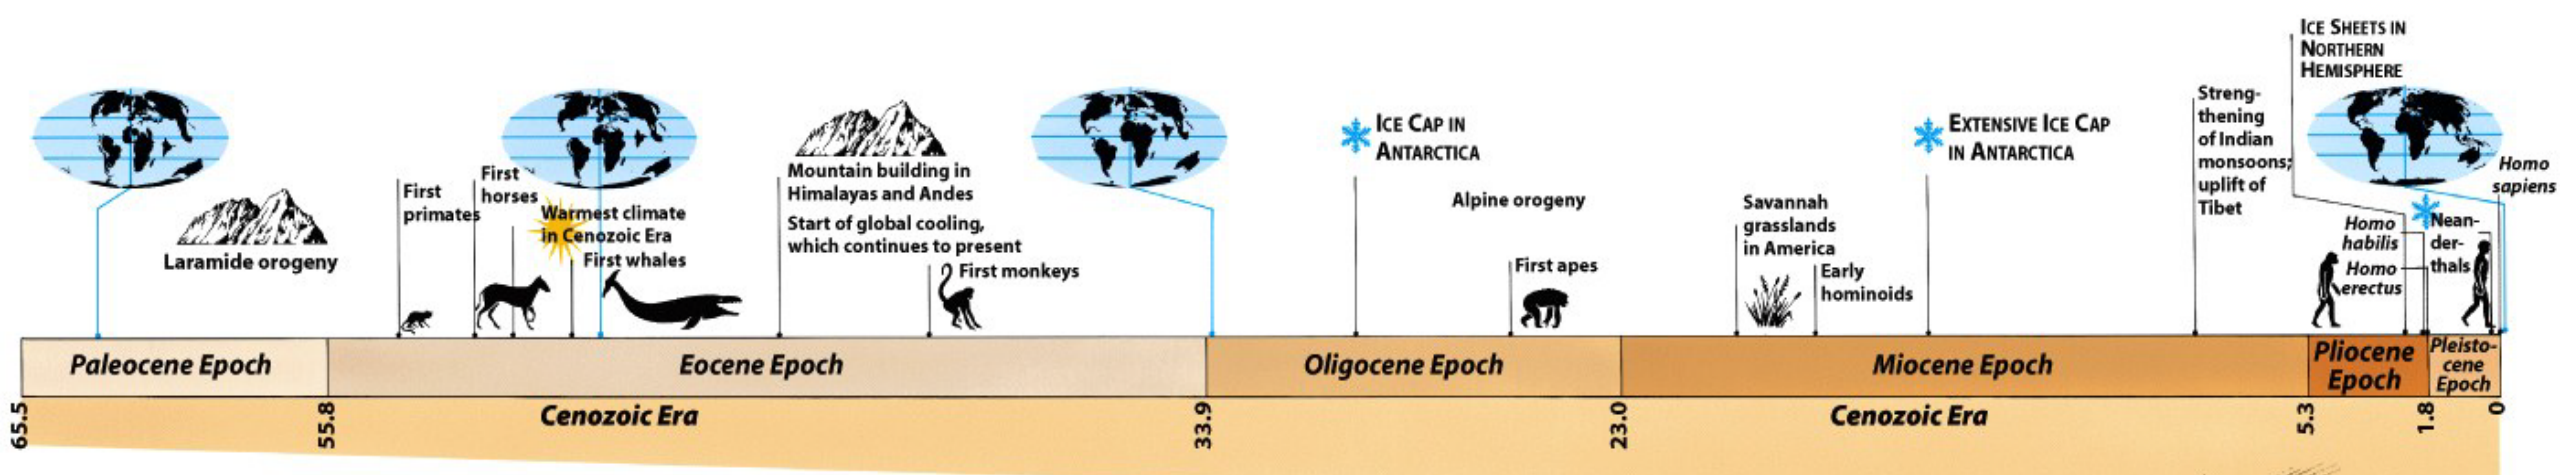 Laramide orogeny
First
primates
First
horses
Warmest climate
in Cenozoic Era
First whales
Mountain building in
Himalayas and Andes
Start of global cooling,
which continues to present
First monkeys
ICE CAP IN
ANTARCTICA
Alpine orogeny
First apes
Savannah
grasslands
in America
Early
hominoids
EXTENSIVE ICE CAP
IN ANTARCTICA
Streng-
thening
of Indian
monsoons;
uplift of
Tibet
ICE SHEETS IN
NORTHERN
HEMISPHERE
Homo
habilis
Homo
erectus
Nean-
der-
thals
Homo
sapiens
Paleocene Epoch
Eocene Epoch
Oligocene Epoch
Miocene Epoch
Pliocene
Epoch
Pleisto-
cene
Epoch
65.5
55.8
Cenozoic Era
33.9
23.0
Cenozoic Era
5.3
1.8
0